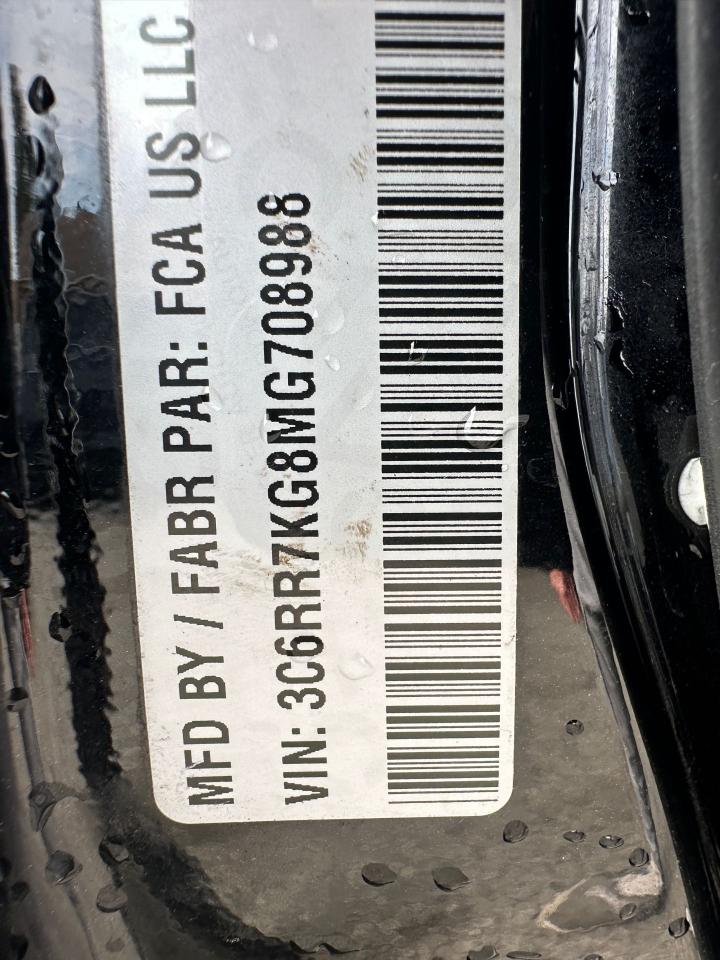 MFD BY / FABR PAR: FCA US LLC
VIN: 3C6RR7KG8MG708988